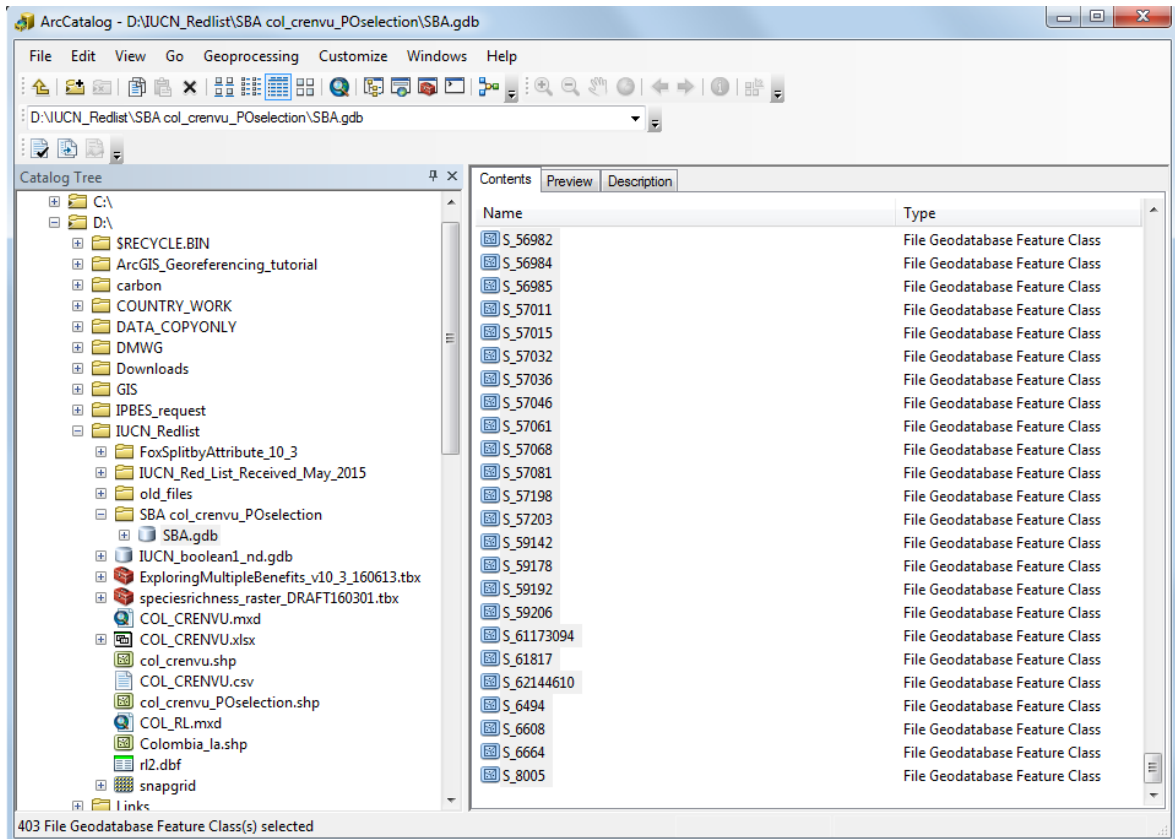 ArcCatalog - D:\IUCN_Redlist\SBA col_crenvu_POselection\SBA.gdb
File Edit View Go Geoprocessing Customize Windows Help
D:\IUCN_Redlist\SBA col_crenvu_POselection\SBA.gdb
Catalog Tree
C:\
D:\
$RECYCLE.BIN
ArcGIS_Georeferencing_tutorial
carbon
COUNTRY_WORK
DATA_COPYONLY
DMWG
Downloads
GIS
IPBES_request
IUCN_Redlist
FoxSplitbyAttribute_10_3
IUCN_Red_List_Received_May_2015
old_files
SBA col_crenvu_POselection
SBA.gdb
IUCN_boolean1_nd.gdb
ExploringMultipleBenefits_v10_3_160613.tbx
speciesrichness_raster_DRAFT160301.tbx
COL_CRENVU.mxd
COL_CRENVU.xlsx
col_crenvu.shp
COL_CRENVU.csv
col_crenvu_POselection.shp
COL_RL.mxd
Colombia_la.shp
rl2.dbf
snapgrid
Links
Contents Preview Description
Name Type
S_56982 File Geodatabase Feature Class
S_56984 File Geodatabase Feature Class
S_56985 File Geodatabase Feature Class
S_57011 File Geodatabase Feature Class
S_57015 File Geodatabase Feature Class
S_57032 File Geodatabase Feature Class
S_57036 File Geodatabase Feature Class
S_57046 File Geodatabase Feature Class
S_57061 File Geodatabase Feature Class
S_57068 File Geodatabase Feature Class
S_57081 File Geodatabase Feature Class
S_57198 File Geodatabase Feature Class
S_57203 File Geodatabase Feature Class
S_59142 File Geodatabase Feature Class
S_59178 File Geodatabase Feature Class
S_59192 File Geodatabase Feature Class
S_59206 File Geodatabase Feature Class
S_61173094 File Geodatabase Feature Class
S_61817 File Geodatabase Feature Class
S_62144610 File Geodatabase Feature Class
S_6494 File Geodatabase Feature Class
S_6608 File Geodatabase Feature Class
S_6664 File Geodatabase Feature Class
S_8005 File Geodatabase Feature Class
403 File Geodatabase Feature Class(s) selected